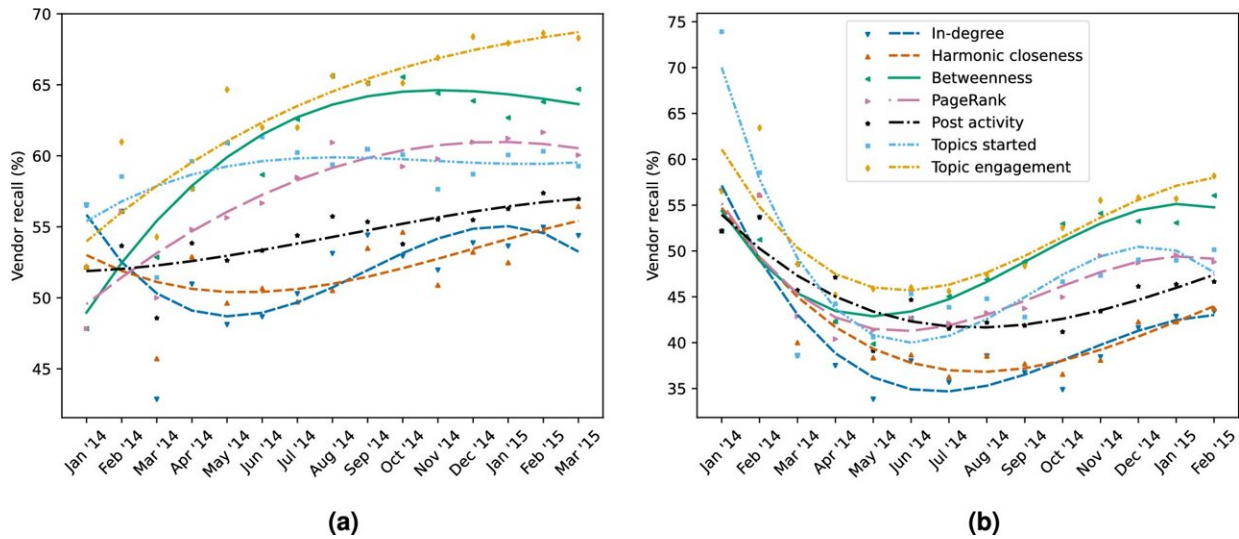 70
65
60
55
50
45
Vendor recall (%)
Jan '14
Feb '14
Mar '14
Apr '14
May '14
Jun '14
Jul '14
Aug '14
Sep '14
Oct '14
Nov '14
Dec '14
Jan '15
Feb '15
Mar '15
(a)
75
70
65
60
55
50
45
40
35
Vendor recall (%)
In-degree
Harmonic closeness
Betweenness
PageRank
Post activity
Topics started
Topic engagement
Jan '14
Feb '14
Mar '14
Apr '14
May '14
Jun '14
Jul '14
Aug '14
Sep '14
Oct '14
Nov '14
Dec '14
Jan '15
Feb '15
(b)